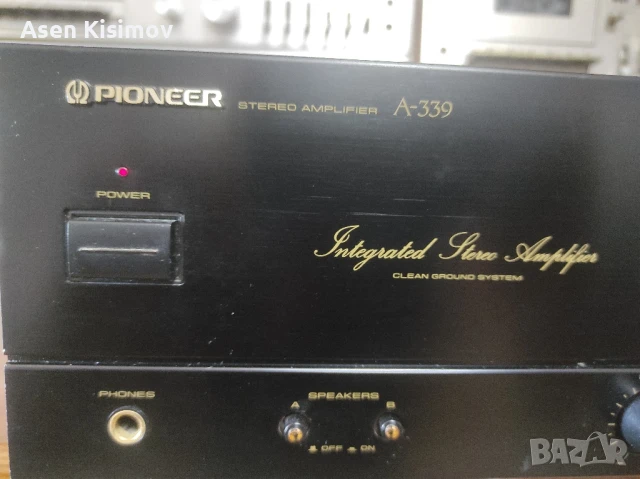 Asen Kisimov
PIONEER STEREO AMPLIFIER A-339
POWER
Integrated Stereo Amplifier
CLEAN GROUND SYSTEM
PHONES
SPEAKERS
A B
OFF ON
BAZAR